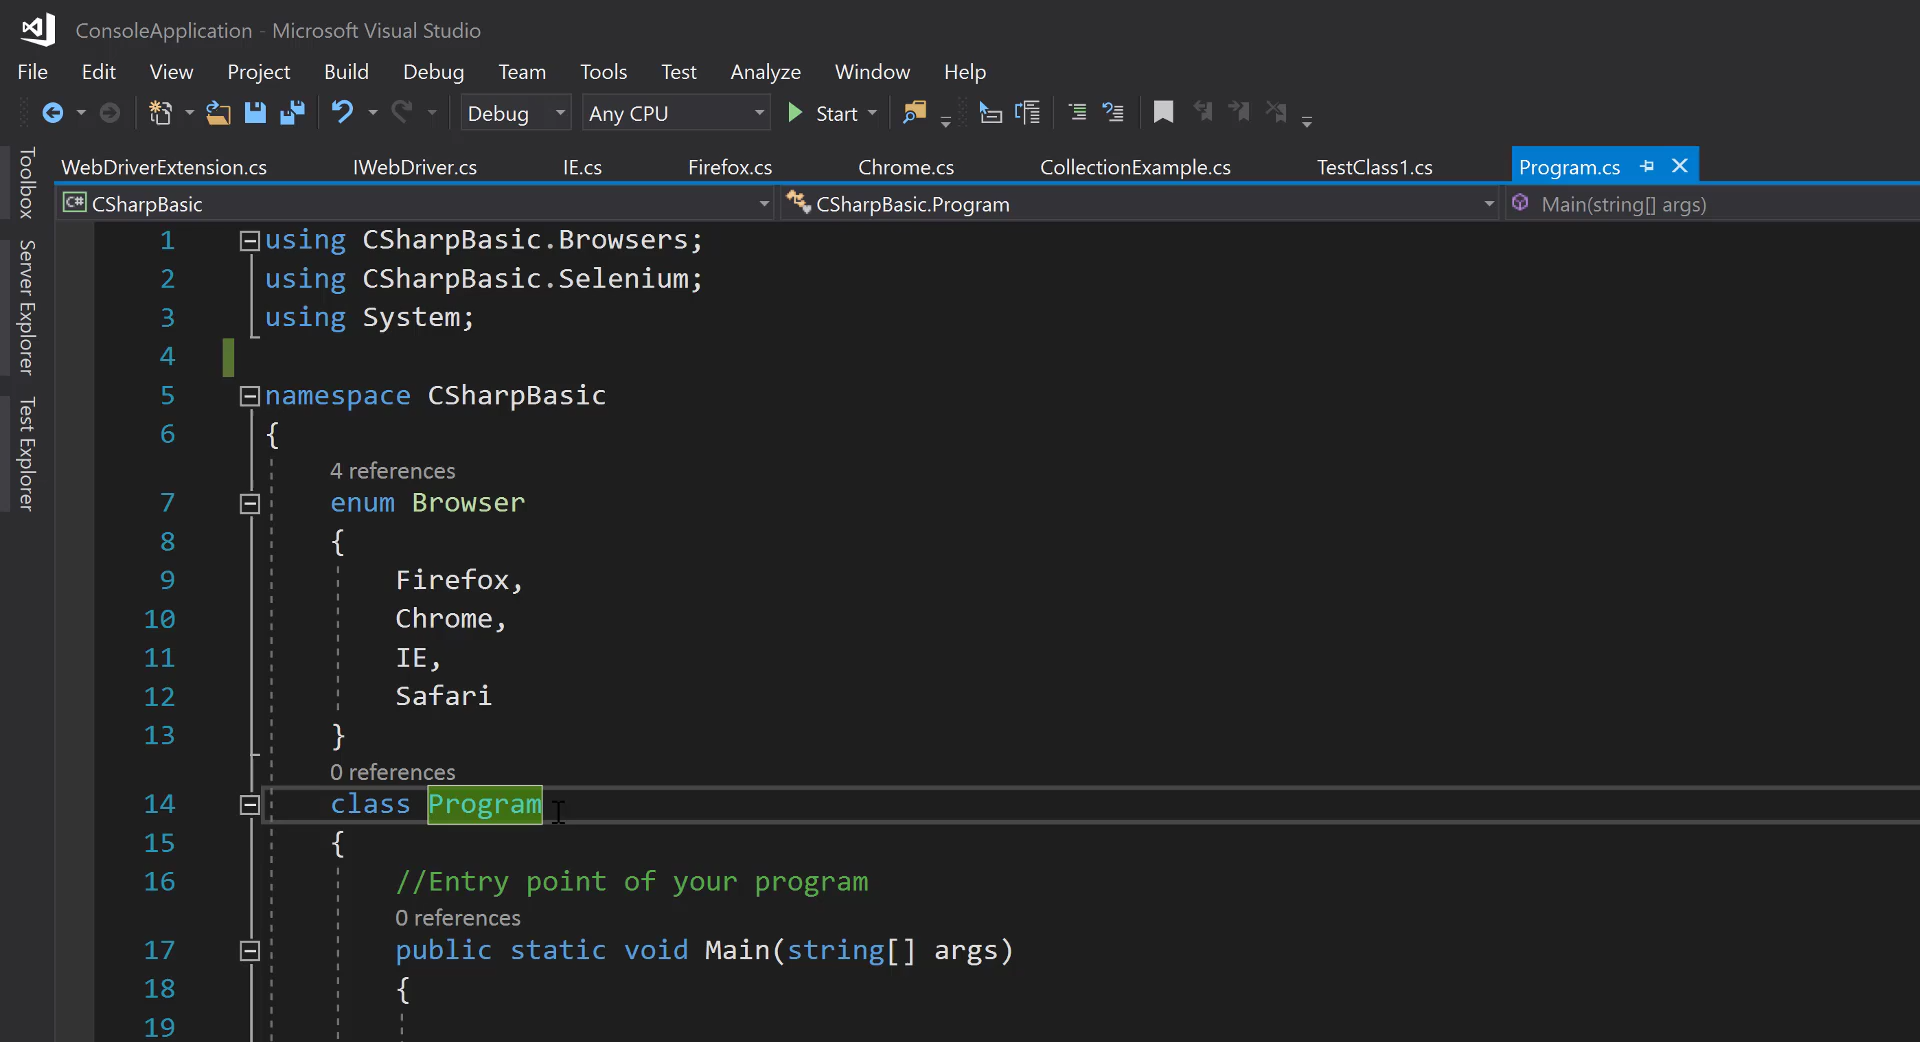 ConsoleApplication - Microsoft Visual Studio
File Edit View Project Build Debug Team Tools Test Analyze Window Help
Debug Any CPU Start
WebDriverExtension.cs IWebDriver.cs IE.cs Firefox.cs Chrome.cs CollectionExample.cs TestClass1.cs Program.cs
C# CSharpBasic CSharpBasic.Program Main(string[] args)
Toolbox
Server Explorer
Test Explorer
1 using CSharpBasic.Browsers;
2 using CSharpBasic.Selenium;
3 using System;
4
5 namespace CSharpBasic
6 {
4 references
7 enum Browser
8 {
9 Firefox,
10 Chrome,
11 IE,
12 Safari
13 }
0 references
14 class Program
15 {
16 //Entry point of your program
0 references
17 public static void Main(string[] args)
18 {
19